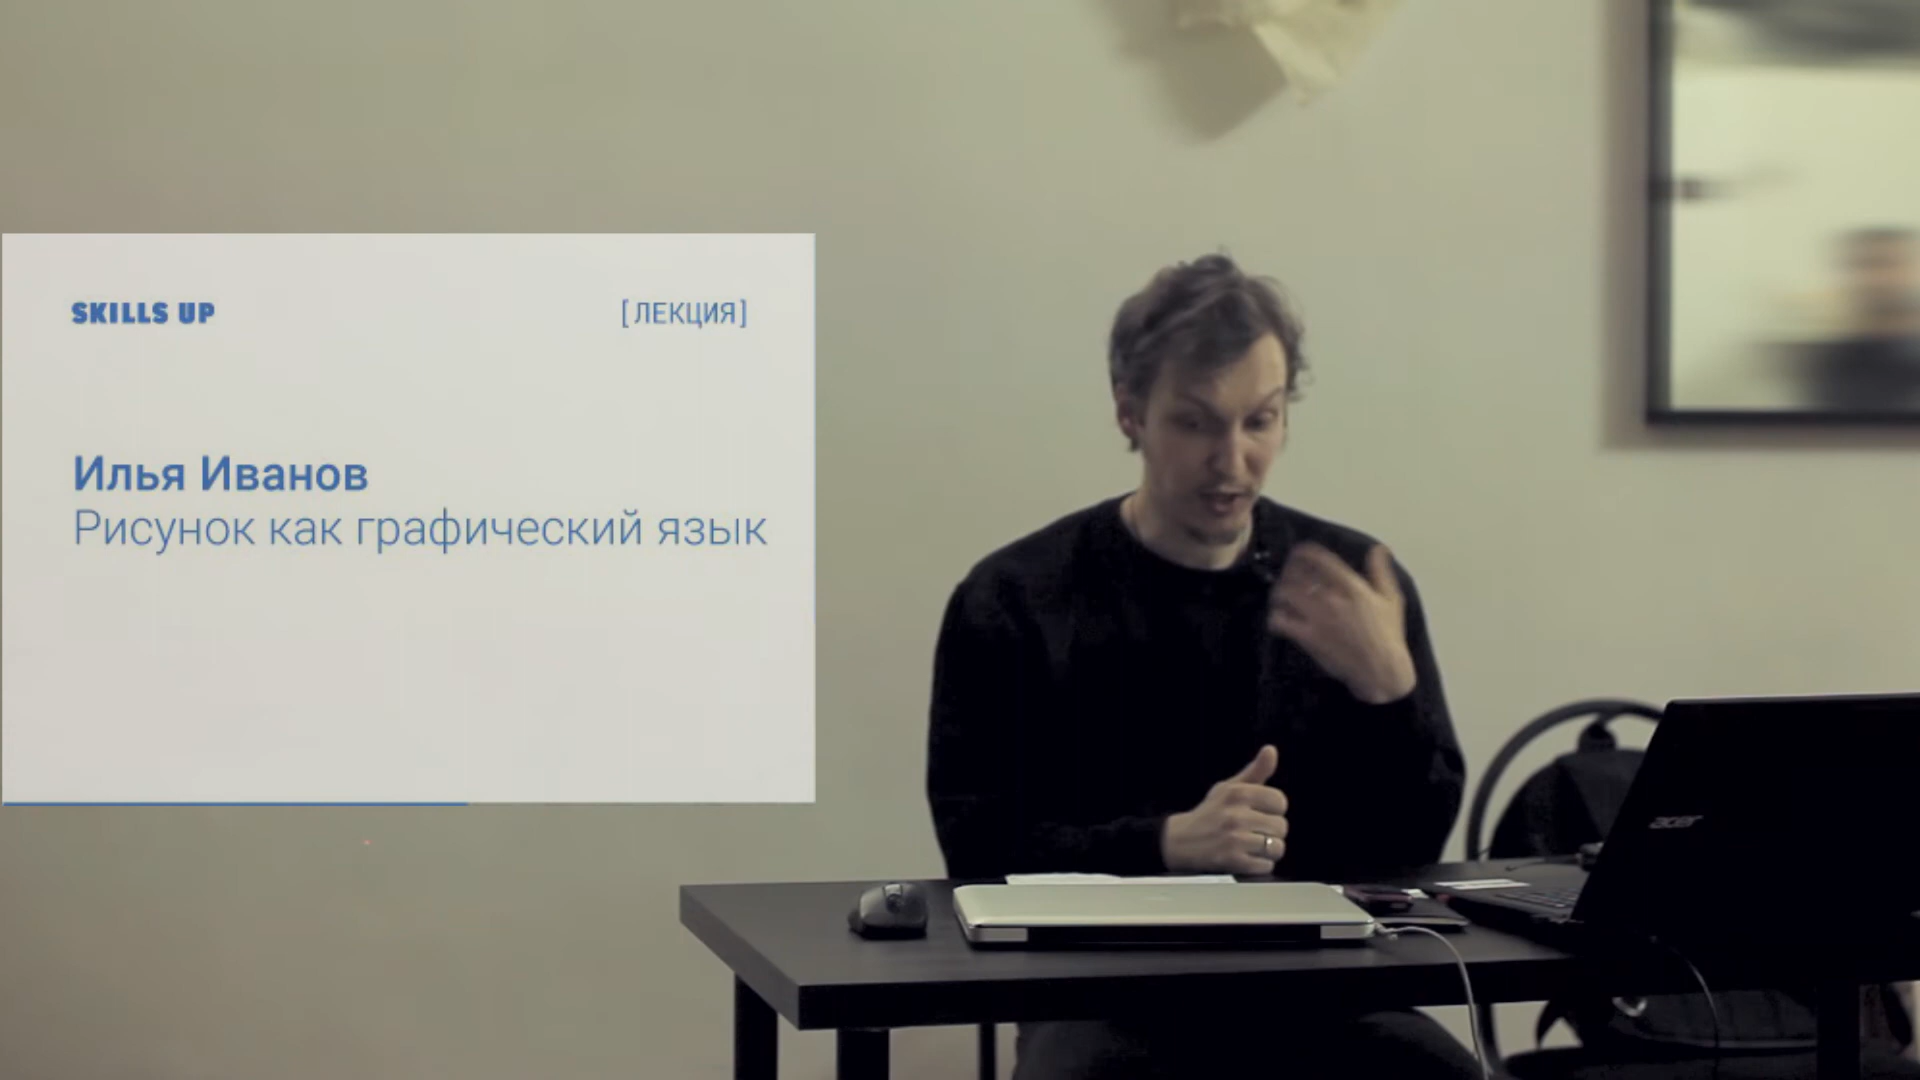 SKILLS UP
[ЛЕКЦИЯ]
Илья Иванов
Рисунок как графический язык
acer